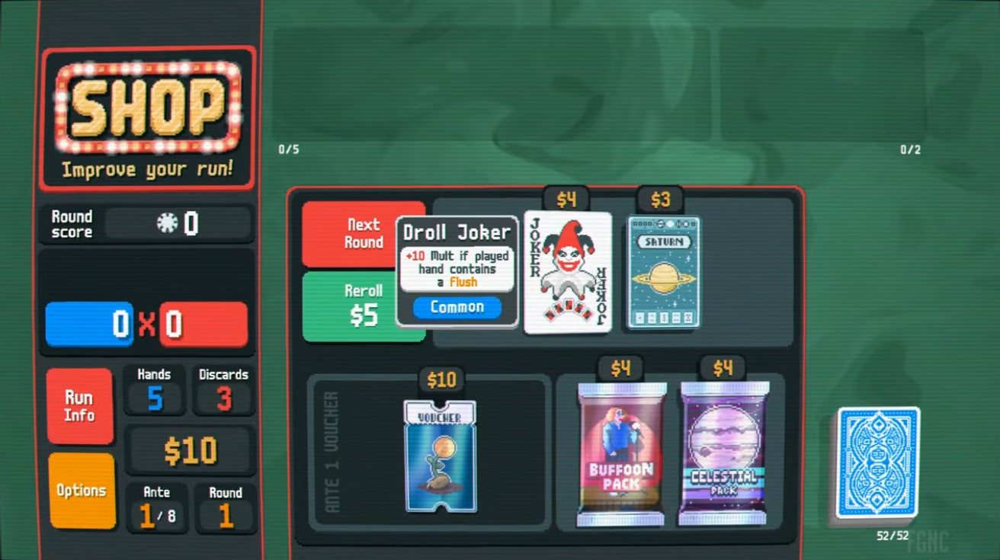 SHOP
Improve your run!
Round
score
0
0 X 0
Run
Info
Options
Hands
5
Discards
3
$10
Ante
1 / 8
Round
1
0/5
0/2
Next
Round
Reroll
$5
Droll Joker
+10 Mult if played
hand contains
a Flush
Common
$4
JOKER
JOKER
$3
SATURN
ANTE 1 VOUCHER
$10
VOUCHER
$4
BUFFOON
PACK
$4
CELESTIAL
PACK
52/52
FGNC